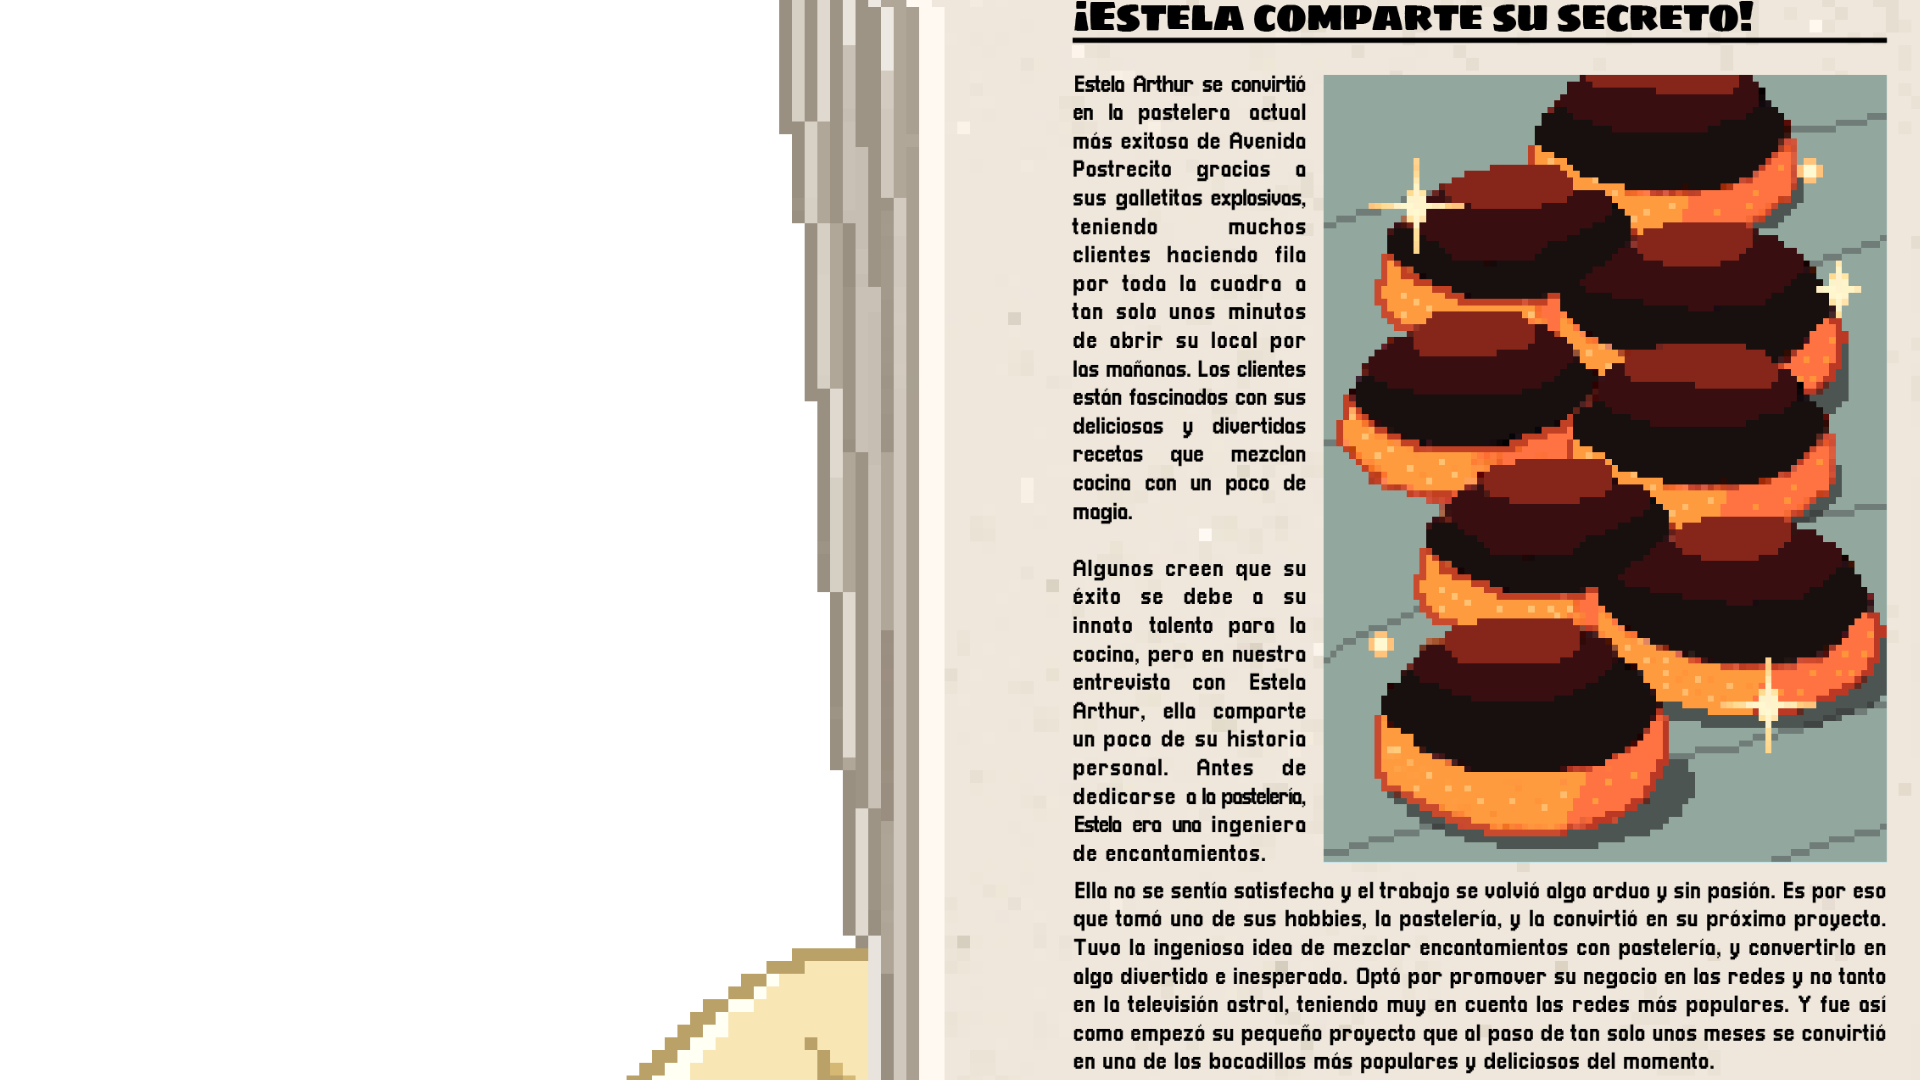 ¡ESTELA COMPARTE SU SECRETO!
Estela Arthur se convirtió
en la pastelera actual
más exitosa de Avenida
Postrecito gracias a
sus galletitas explosivas,
teniendo muchos
clientes haciendo fila
por toda la cuadra a
tan solo unos minutos
de abrir su local por
las mañanas. Los clientes
están fascinados con sus
deliciosas y divertidas
recetas que mezclan
cocina con un poco de
magia.
Algunos creen que su
éxito se debe a su
innato talento para la
cocina, pero en nuestra
entrevista con Estela
Arthur, ella comparte
un poco de su historia
personal. Antes de
dedicarse a la pastelería,
Estela era una ingeniera
de encantamientos.
Ella no se sentía satisfecha y el trabajo se volvió algo arduo y sin pasión. Es por eso
que tomó uno de sus hobbies, la pastelería, y la convirtió en su próximo proyecto.
Tuvo la ingeniosa idea de mezclar encantamientos con pastelería, y convertirlo en
algo divertido e inesperado. Optó por promover su negocio en las redes y no tanto
en la televisión astral, teniendo muy en cuenta las redes más populares. Y fue así
como empezó su pequeño proyecto que al paso de tan solo unos meses se convirtió
en una de los bocadillos más populares y deliciosos del momento.